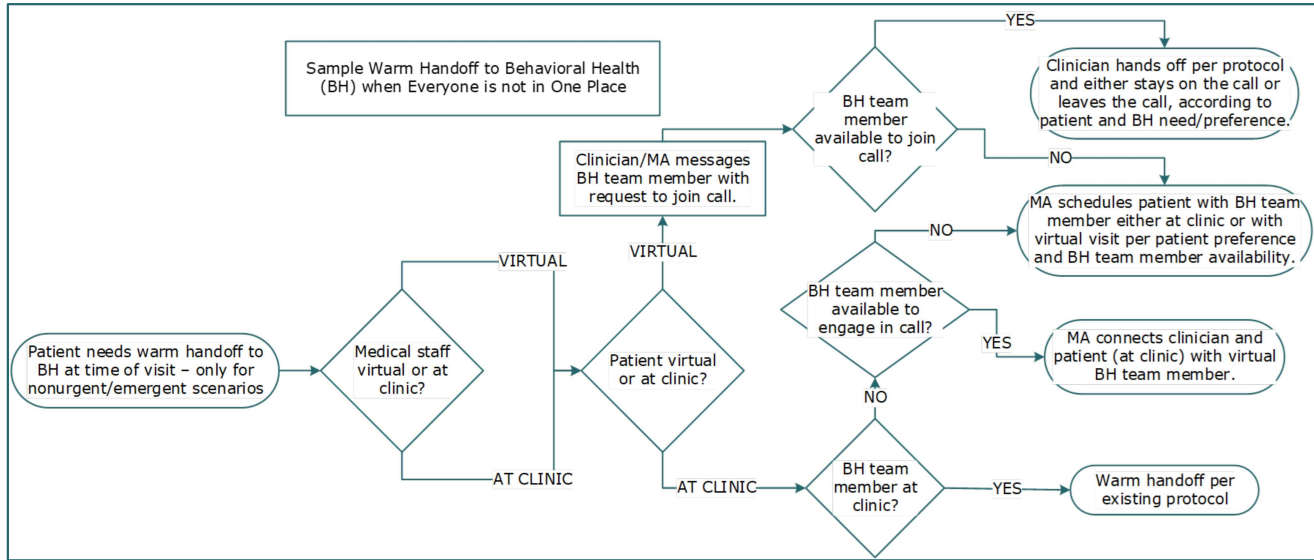 Sample Warm Handoff to Behavioral Health
(BH) when Everyone is not in One Place
Patient needs warm handoff to
BH at time of visit – only for
nonurgent/emergent scenarios
Medical staff
virtual or at
clinic?
VIRTUAL
AT CLINIC
Patient virtual
or at clinic?
VIRTUAL
Clinician/MA messages
BH team member with
request to join call.
BH team
member
available to join
call?
YES
Clinician hands off per protocol
and either stays on the call or
leaves the call, according to
patient and BH need/preference.
NO
MA schedules patient with BH team
member either at clinic or with
virtual visit per patient preference
and BH team member availability.
AT CLINIC
BH team
member at
clinic?
NO
BH team member
available to
engage in call?
NO
YES
MA connects clinician and
patient (at clinic) with virtual
BH team member.
YES
Warm handoff per
existing protocol